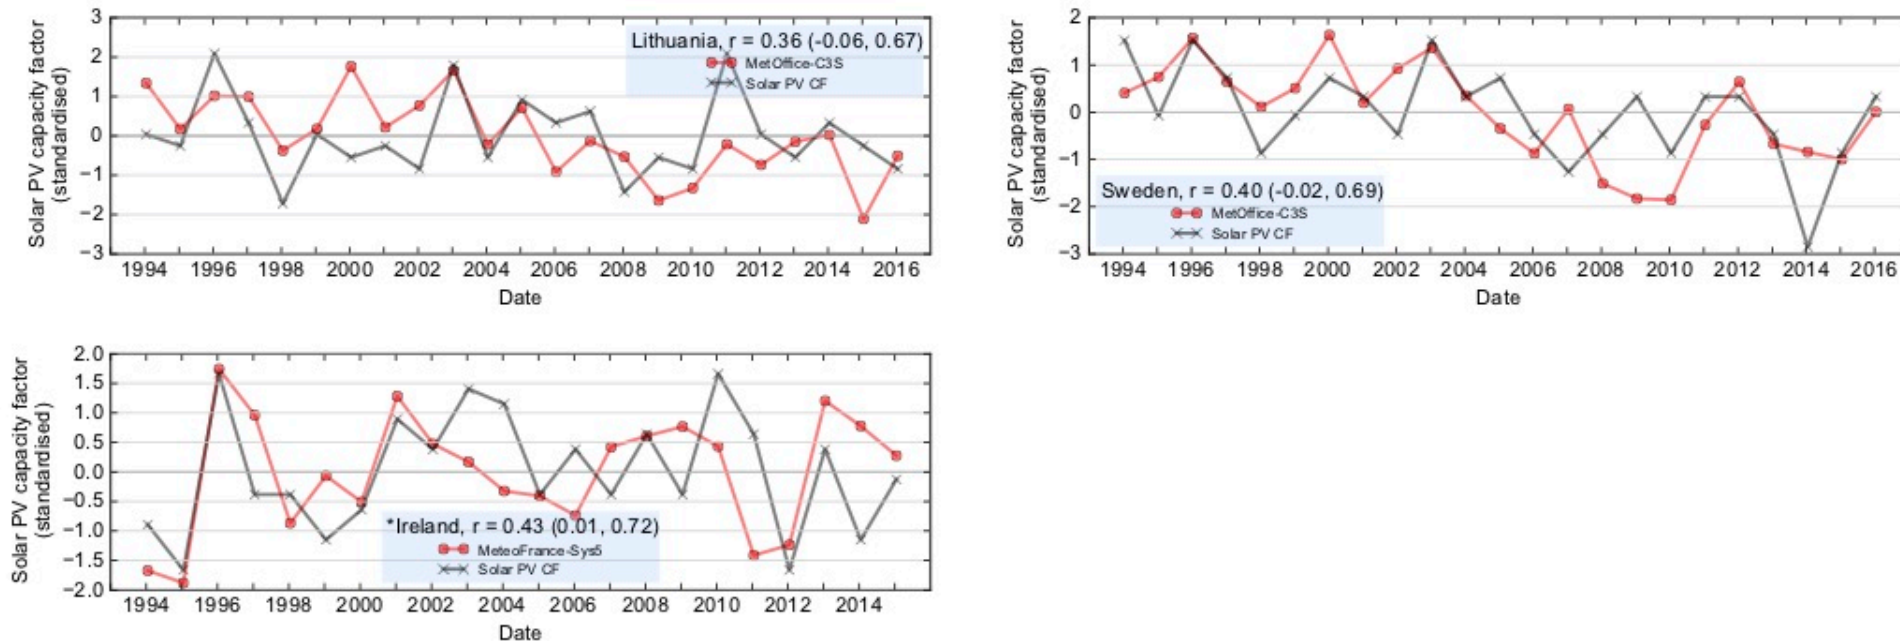 Solar PV capacity factor
(standardised)
3
2
1
0
−1
−2
−3
Lithuania, r = 0.36 (-0.06, 0.67)
MetOffice-C3S
Solar PV CF
1994 1996 1998 2000 2002 2004 2006 2008 2010 2012 2014 2016
Date
Solar PV capacity factor
(standardised)
2
1
0
−1
−2
−3
Sweden, r = 0.40 (-0.02, 0.69)
MetOffice-C3S
Solar PV CF
1994 1996 1998 2000 2002 2004 2006 2008 2010 2012 2014 2016
Date
Solar PV capacity factor
(standardised)
2.0
1.5
1.0
0.5
0.0
−0.5
−1.0
−1.5
−2.0
*Ireland, r = 0.43 (0.01, 0.72)
MeteoFrance-Sys5
Solar PV CF
1994 1996 1998 2000 2002 2004 2006 2008 2010 2012 2014
Date